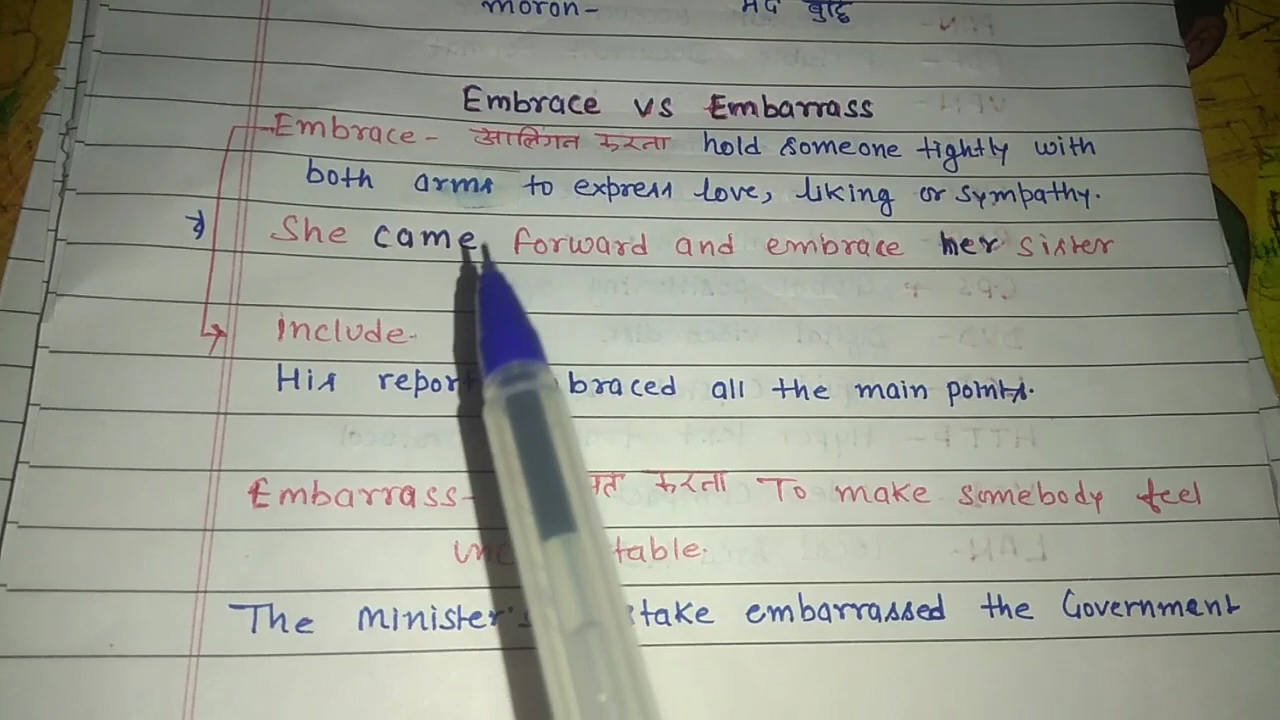 moron- मंद बुद्धि
Embrace vs Embarrass
Embrace - आलिंगन करना hold someone tightly with
both arms to express love, liking or sympathy.
She came forward and embrace her sister
include.
His report braced all the main points.
Embarrass- करना To make somebody feel
table.
The Minister's take embarrassed the Government